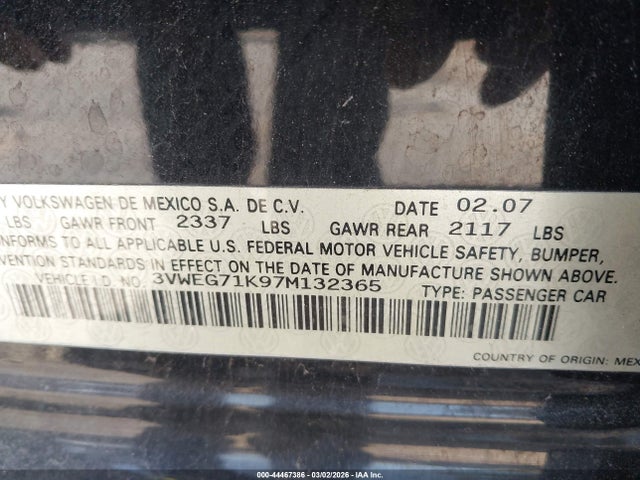 Y VOLKSWAGEN DE MEXICO S.A. DE C.V. DATE 02.07
LBS GAWR FRONT 2337 LBS GAWR REAR 2117 LBS
NFORMS TO ALL APPLICABLE U.S. FEDERAL MOTOR VEHICLE SAFETY, BUMPER,
VENTION STANDARDS IN EFFECT ON THE DATE OF MANUFACTURE SHOWN ABOVE.
VEHICLE I.D. NO. 3VWEG71K97M132365 TYPE: PASSENGER CAR
COUNTRY OF ORIGIN: MEX
000-44467386 - 03/02/2026 - IAA Inc.